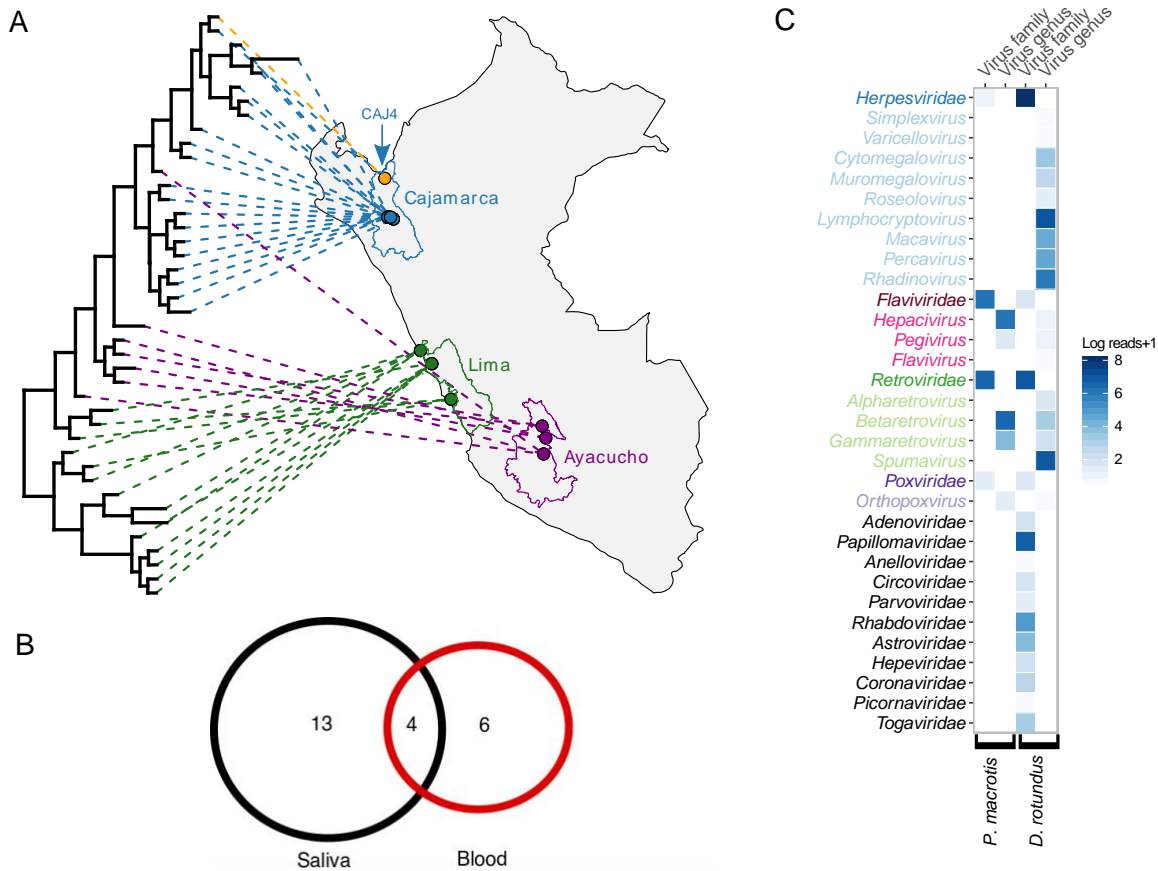 A
CAJ4
Cajamarca
Lima
Ayacucho
B
13
4
6
Saliva
Blood
C
Virus family
Virus genus
Virus family
Virus genus
Herpesviridae
Simplexvirus
Varicellovirus
Cytomegalovirus
Muromegalovirus
Roseolovirus
Lymphocryptovirus
Macavirus
Percavirus
Rhadinovirus
Flaviviridae
Hepacivirus
Pegivirus
Flavivirus
Retroviridae
Alpharetrovirus
Betaretrovirus
Gammaretrovirus
Spumavirus
Poxviridae
Orthopoxvirus
Adenoviridae
Papillomaviridae
Anelloviridae
Circoviridae
Parvoviridae
Rhabdoviridae
Astroviridae
Hepeviridae
Coronaviridae
Picornaviridae
Togaviridae
P. macrotis
D. rotundus
Log reads+1
8
6
4
2